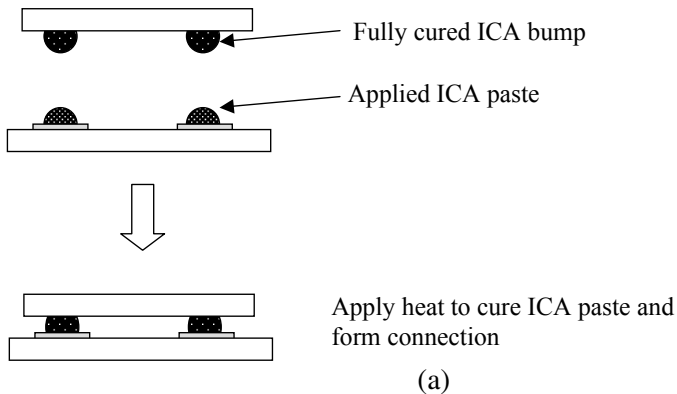 Fully cured ICA bump
Applied ICA paste
Apply heat to cure ICA paste and
form connection
(a)